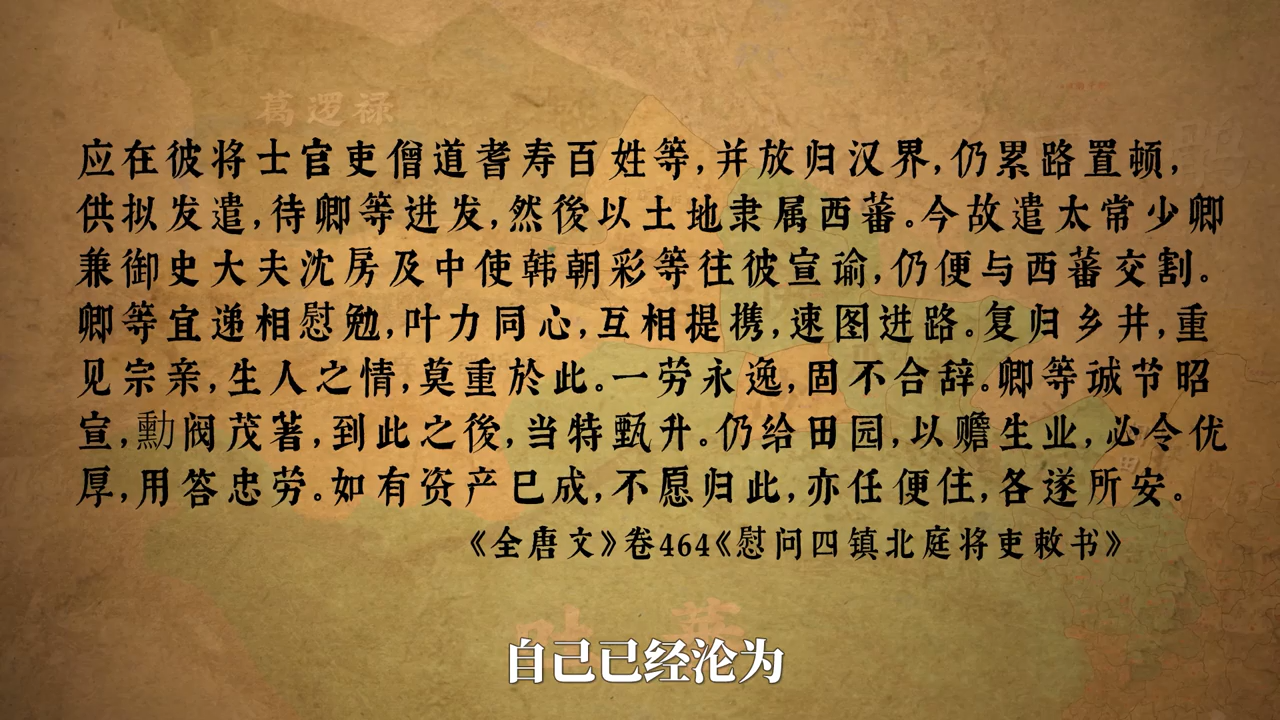 葛逻禄
应在彼将士官吏僧道耆寿百姓等,并放归汉界,仍累路置顿,
供拟发遣,待卿等进发,然後以土地隶属西蕃。今故遣太常少卿
兼御史大夫沈房及中使韩朝彩等往彼宣谕,仍便与西蕃交割。
卿等宜递相慰勉,叶力同心,互相提携,速图进路。复归乡井,重
见宗亲,生人之情,莫重於此。一劳永逸,固不合辞。卿等诚节昭
宣,勳阀茂著,到此之後,当特甄升。仍给田园,以赡生业,必令优
厚,用答忠劳。如有资产已成,不愿归此,亦任便住,各遂所安。
《全唐文》卷464《慰问四镇北庭将吏敕书》
吐蕃
自己已经沦为